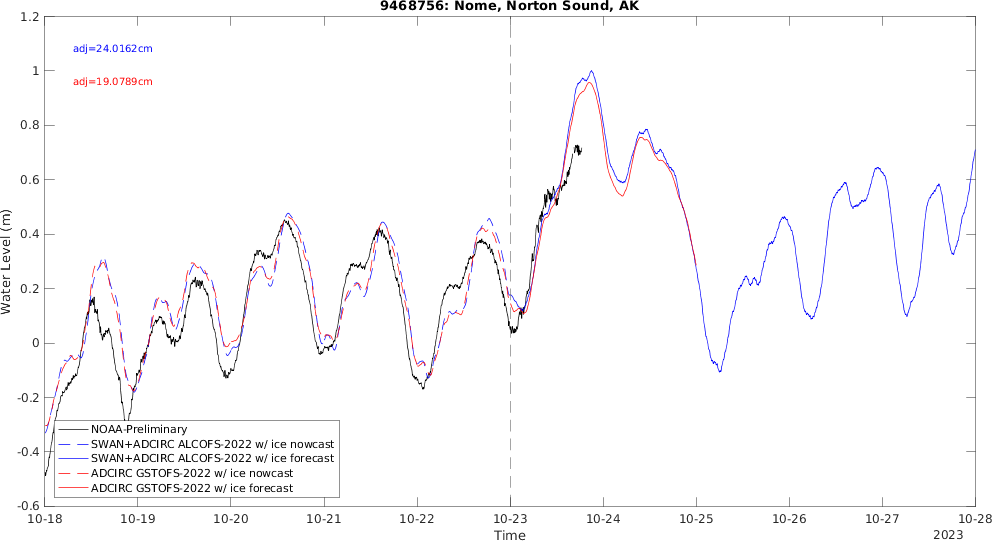 9468756: Nome, Norton Sound, AK
1.2
1
0.8
0.6
0.4
0.2
0
-0.2
-0.4
-0.6
Water Level (m)
adj=24.0162cm
adj=19.0789cm
NOAA-Preliminary
SWAN+ADCIRC ALCOFS-2022 w/ ice nowcast
SWAN+ADCIRC ALCOFS-2022 w/ ice forecast
ADCIRC GSTOFS-2022 w/ ice nowcast
ADCIRC GSTOFS-2022 w/ ice forecast
10-18 10-19 10-20 10-21 10-22 10-23 10-24 10-25 10-26 10-27 10-28
Time
2023